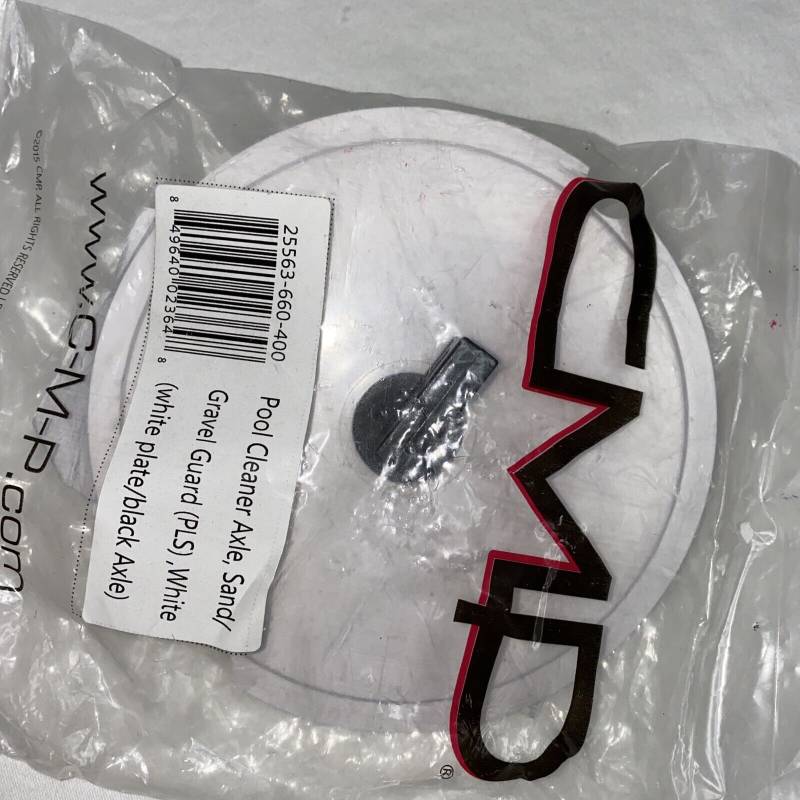 CMP®
25563-660-400
8 49640 02364 8
Pool Cleaner Axle, Sand/
Gravel Guard (PLS) ,White
(white plate/black Axle)
www.C-M-P.com
©2015 CMP. ALL RIGHTS RESERVED